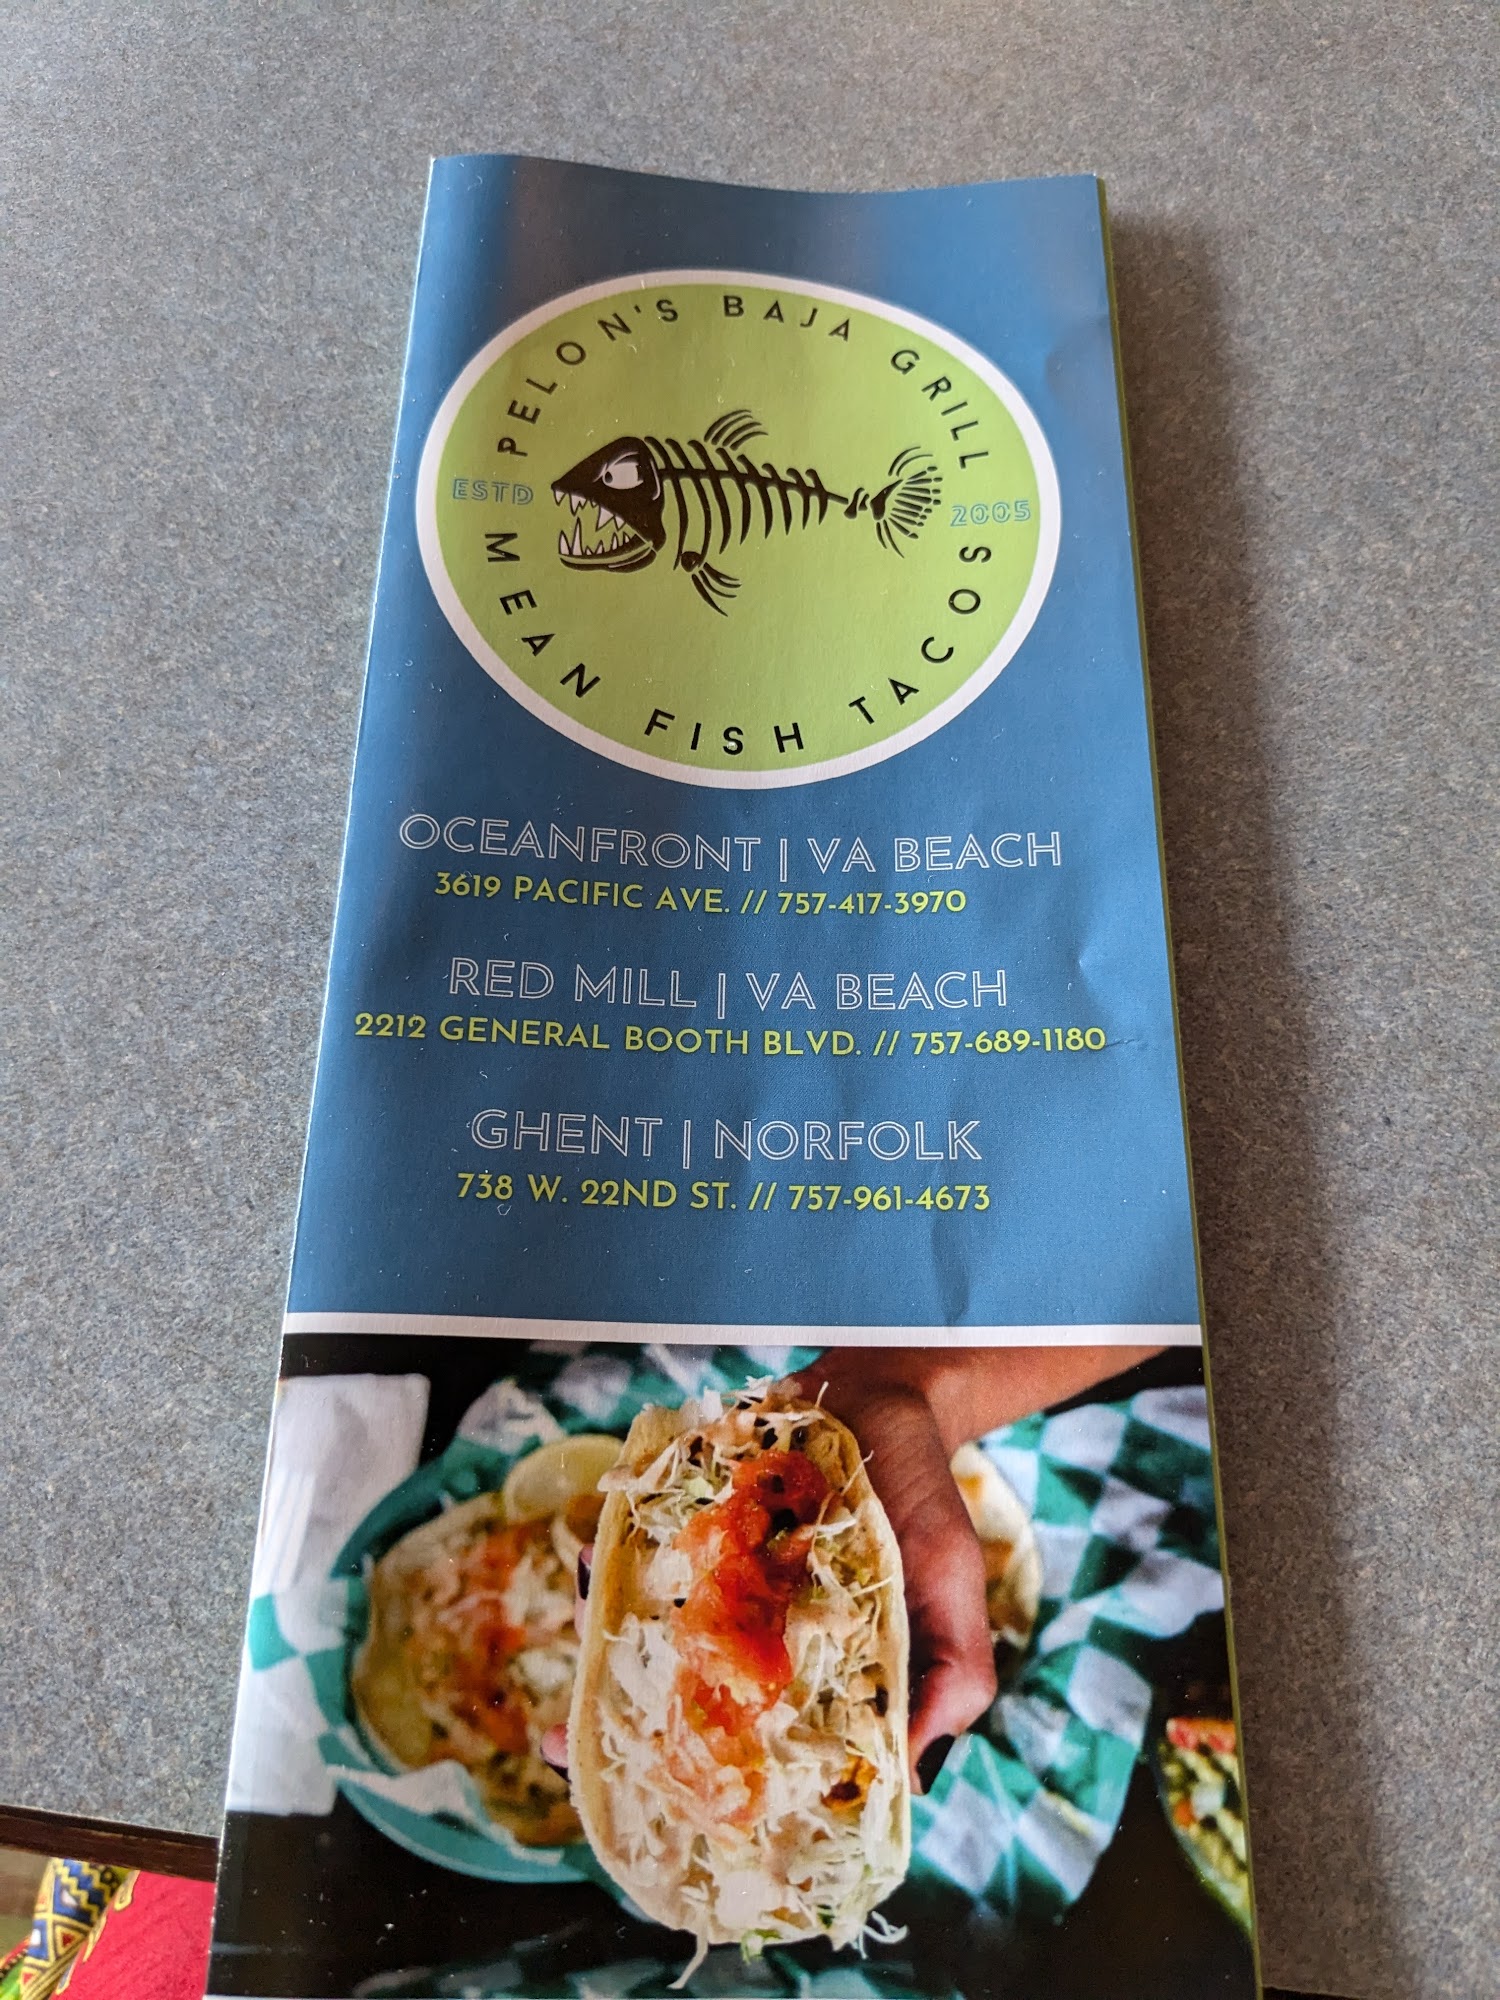 PELON'S BAJA GRILL
ESTD 2005
MEAN FISH TACOS
OCEANFRONT | VA BEACH
3619 PACIFIC AVE. // 757-417-3970
RED MILL | VA BEACH
2212 GENERAL BOOTH BLVD. // 757-689-1180
GHENT | NORFOLK
738 W. 22ND ST. // 757-961-4673